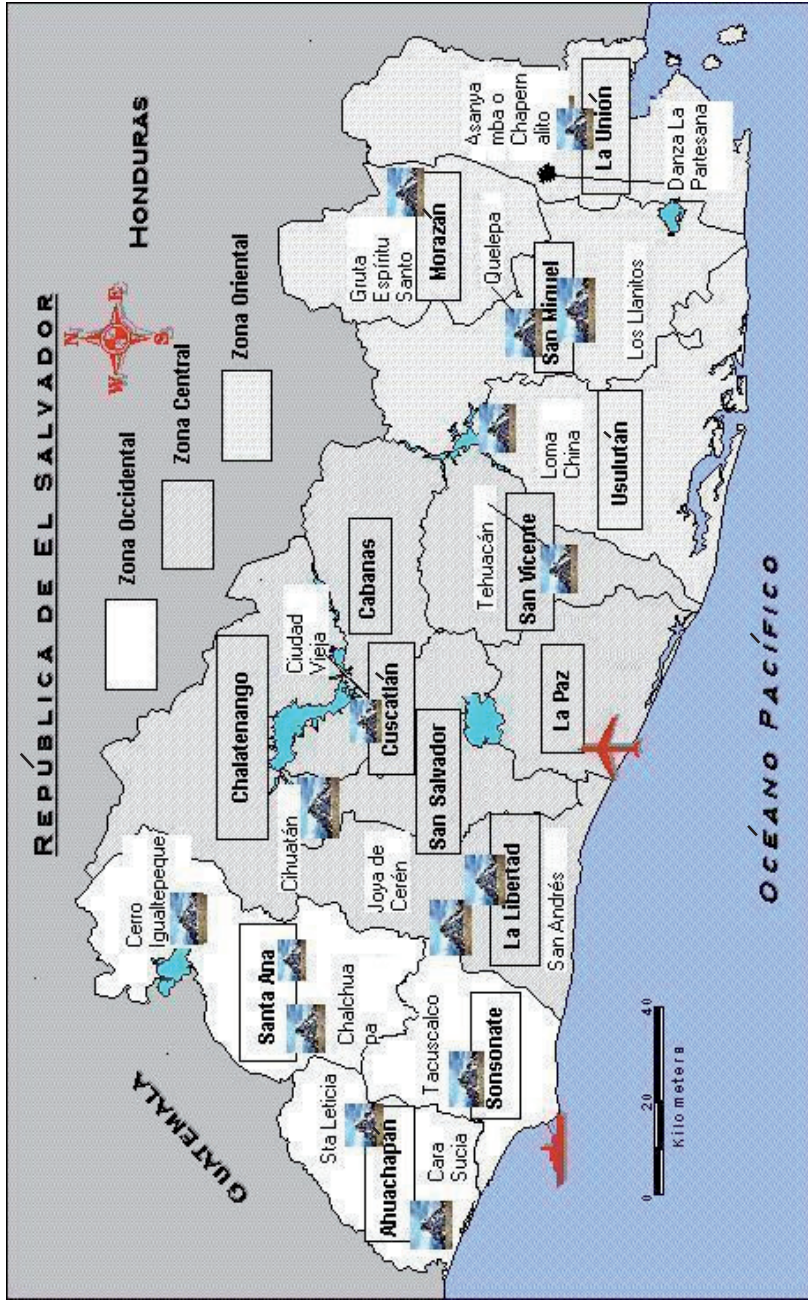 REPÚBLICA DE EL SALVADOR
N
W
E
S
HONDURAS
GUATEMALA
Zona Occidental
Zona Central
Zona Oriental
Cerro
Igualtepeque
Chalatenango
Santa Ana
Chalchua
pa
Cihuatán
Ciudad
Vieja
Cabanas
Cuscatlán
Gruta
Espíritu
Santo
Morazán
Asanya
mba o
Chapern
alito
Sta Leticia
Ahuachapán
Cara
Sucia
Tacuscalco
Sonsonate
Joya de
Cerén
San Salvador
La Libertad
San Andrés
La Paz
Tehuacán
San Vicente
Loma
China
Usulután
Quelepa
San Miguel
Los Llanitos
La Unión
Danza La
Partesana
0 20 40
Kilometers
OCÉANO PACÍFICO